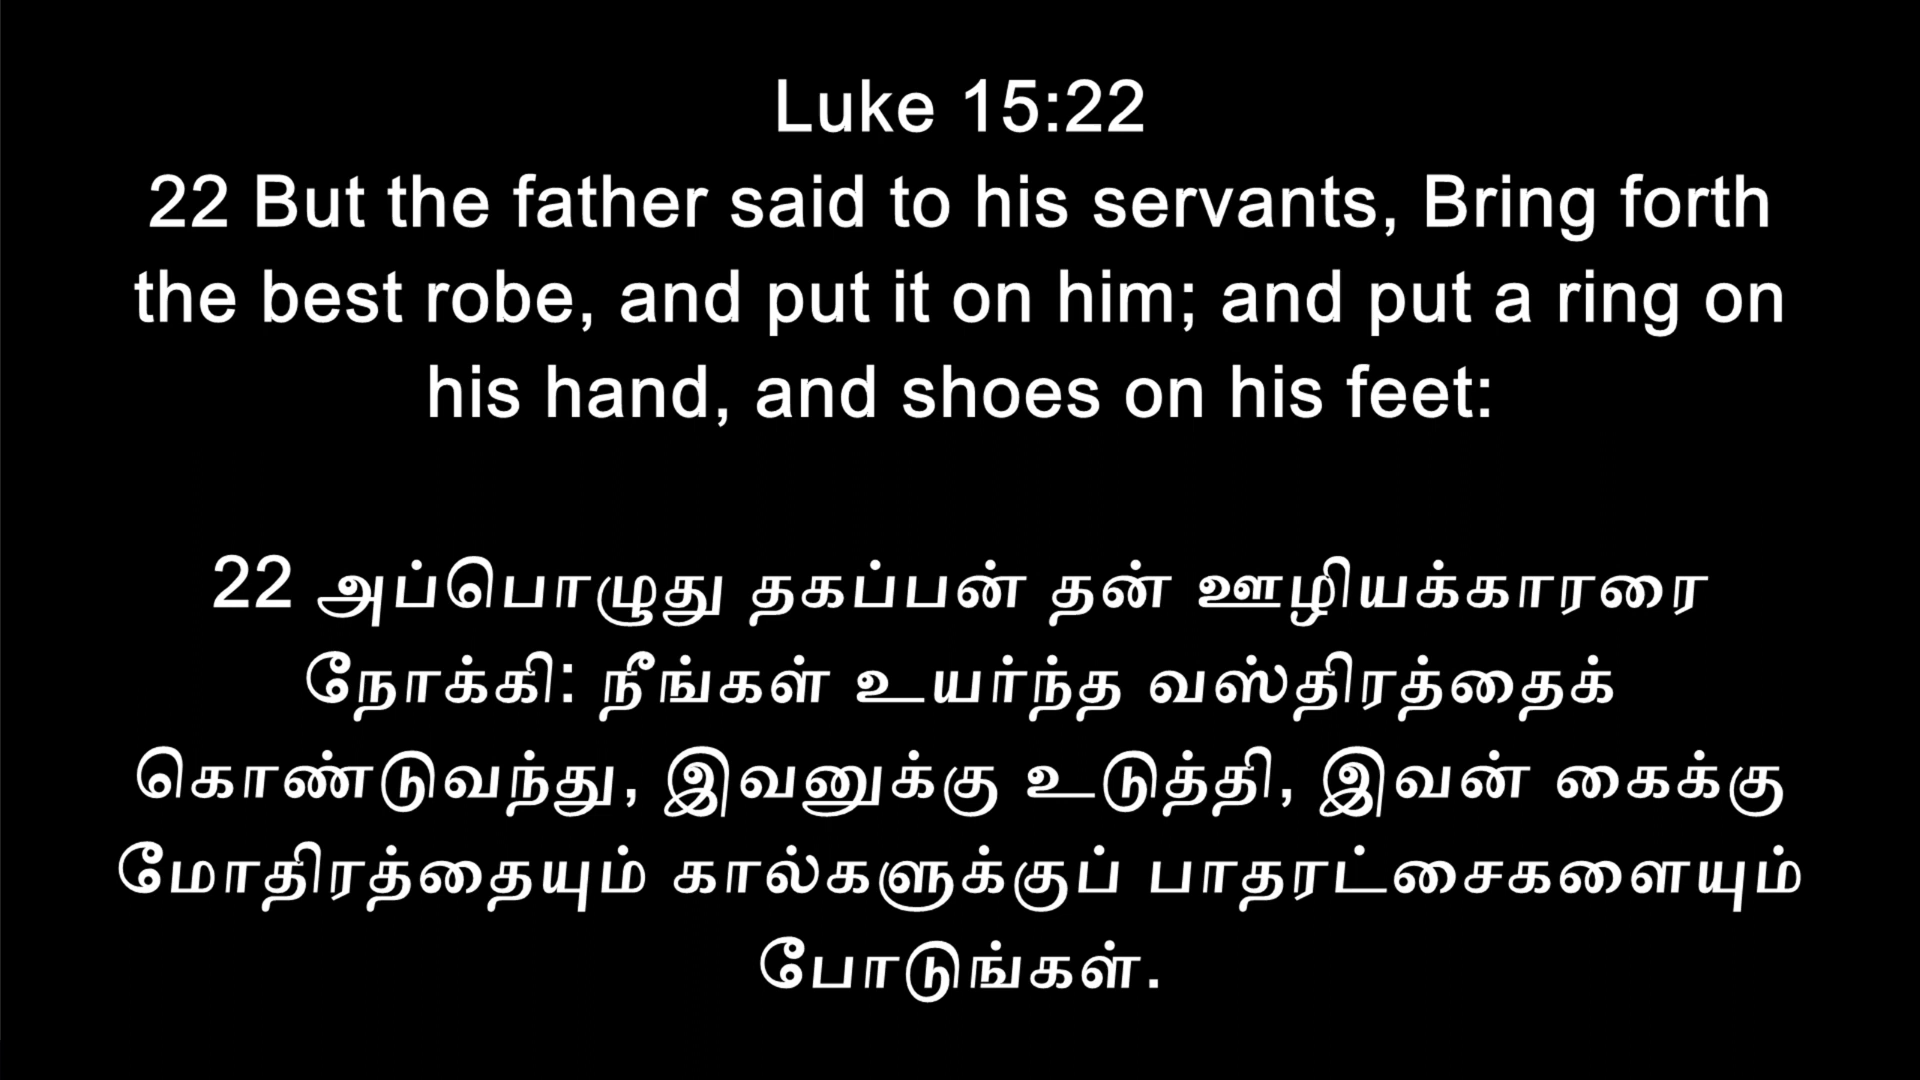 Luke 15:22
22 But the father said to his servants, Bring forth
the best robe, and put it on him; and put a ring on
his hand, and shoes on his feet:
22 அப்பொழுது தகப்பன் தன் ஊழியக்காரரை
நோக்கி: நீங்கள் உயர்ந்த வஸ்திரத்தைக்
கொண்டுவந்து, இவனுக்கு உடுத்தி, இவன் கைக்கு
மோதிரத்தையும் கால்களுக்குப் பாதரட்சைகளையும்
போடுங்கள்.